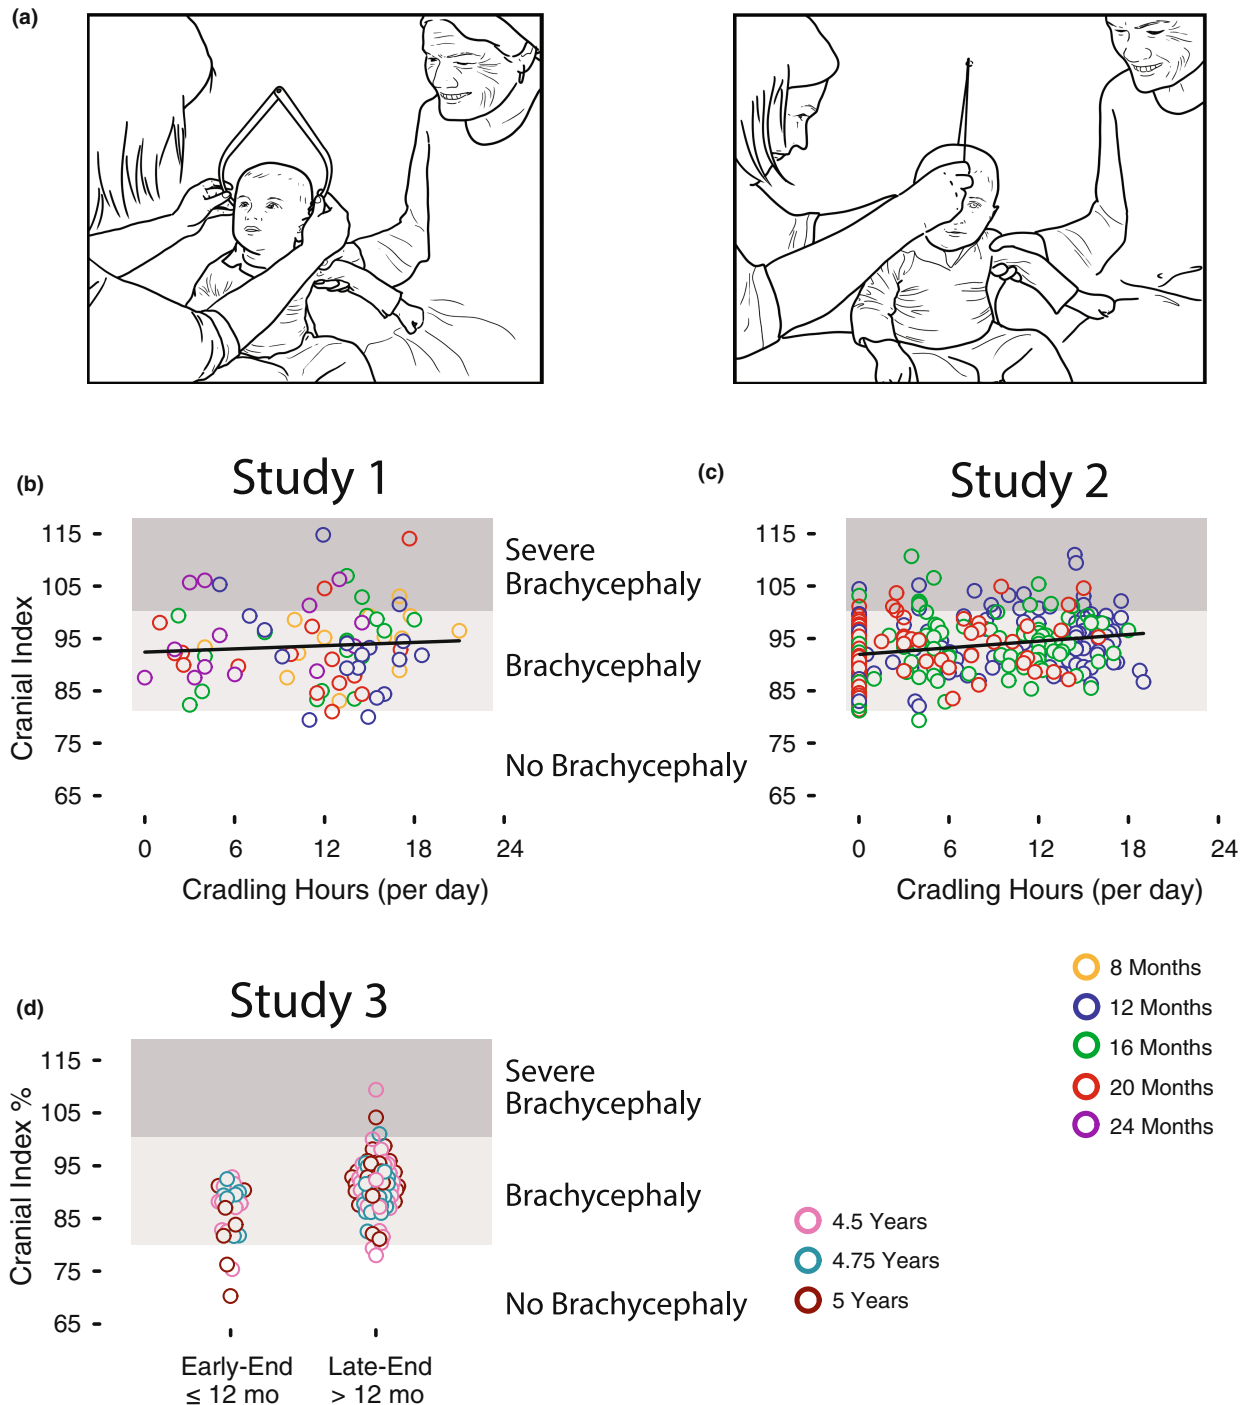 (a)
(b)
Study 1
Cranial Index
115
105
95
85
75
65
0 6 12 18 24
Cradling Hours (per day)
Severe
Brachycephaly
Brachycephaly
No Brachycephaly
(c)
Study 2
115
105
95
85
75
65
0 6 12 18 24
Cradling Hours (per day)
8 Months
12 Months
16 Months
20 Months
24 Months
(d)
Study 3
Cranial Index %
115
105
95
85
75
65
Early-End
≤ 12 mo
Late-End
> 12 mo
Severe
Brachycephaly
Brachycephaly
No Brachycephaly
4.5 Years
4.75 Years
5 Years